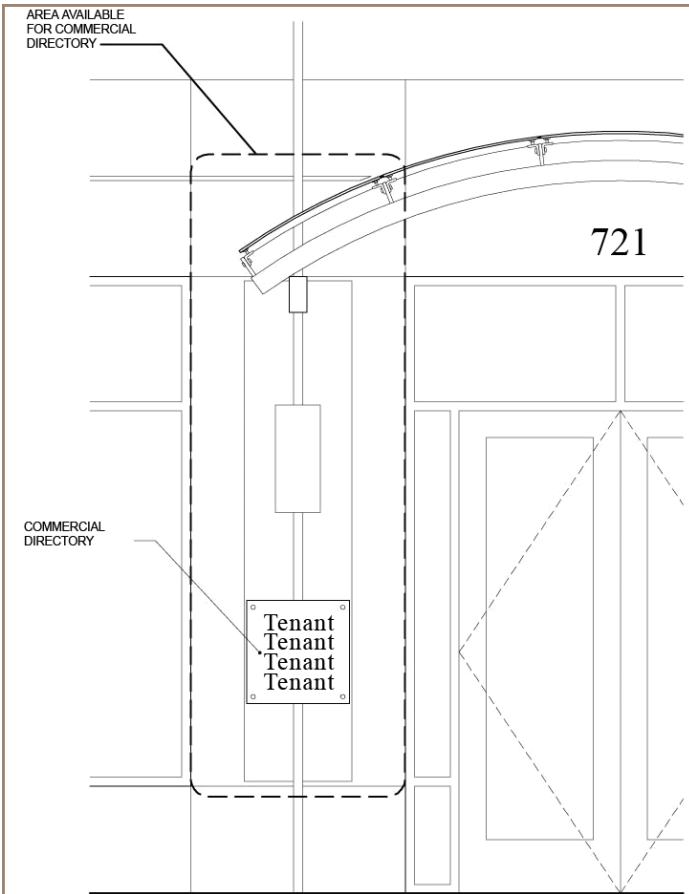 AREA AVAILABLE
FOR COMMERCIAL
DIRECTORY
721
COMMERCIAL
DIRECTORY
Tenant
Tenant
Tenant
Tenant